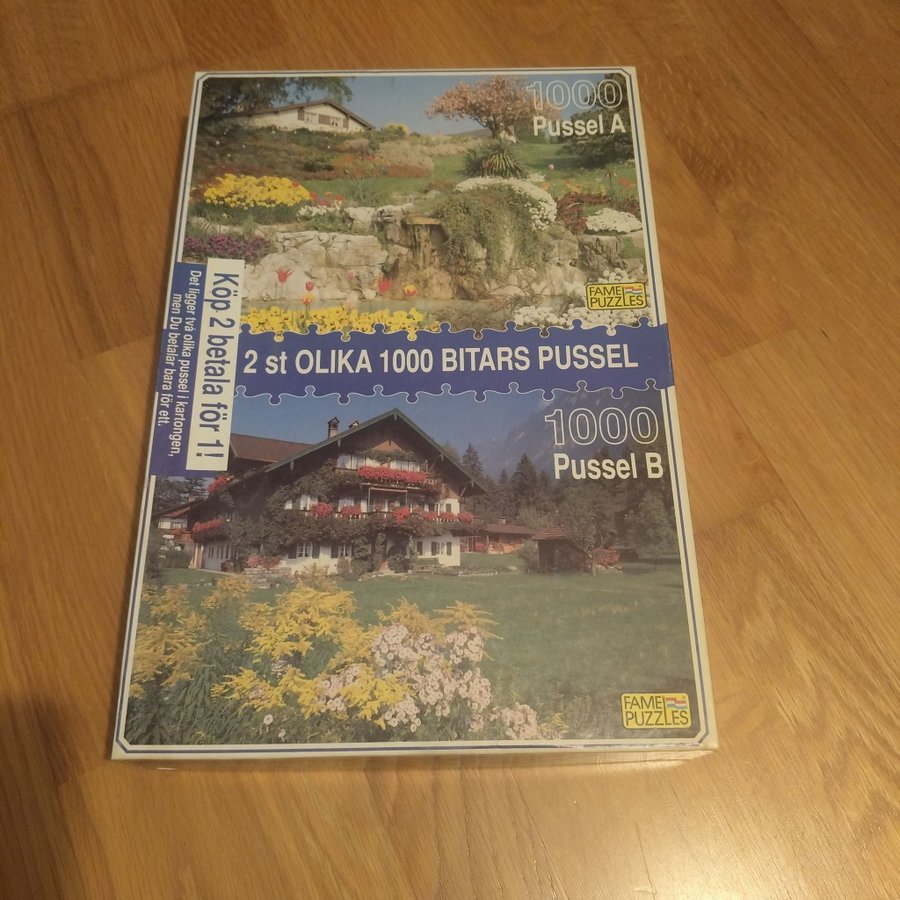 1000
Pussel A
FAME
PUZZLES
Köp 2 betala för 1!
Det ligger två olika pussel i kartongen,
men Du betalar bara för ett.
2 st OLIKA 1000 BITARS PUSSEL
1000
Pussel B
FAME
PUZZLES